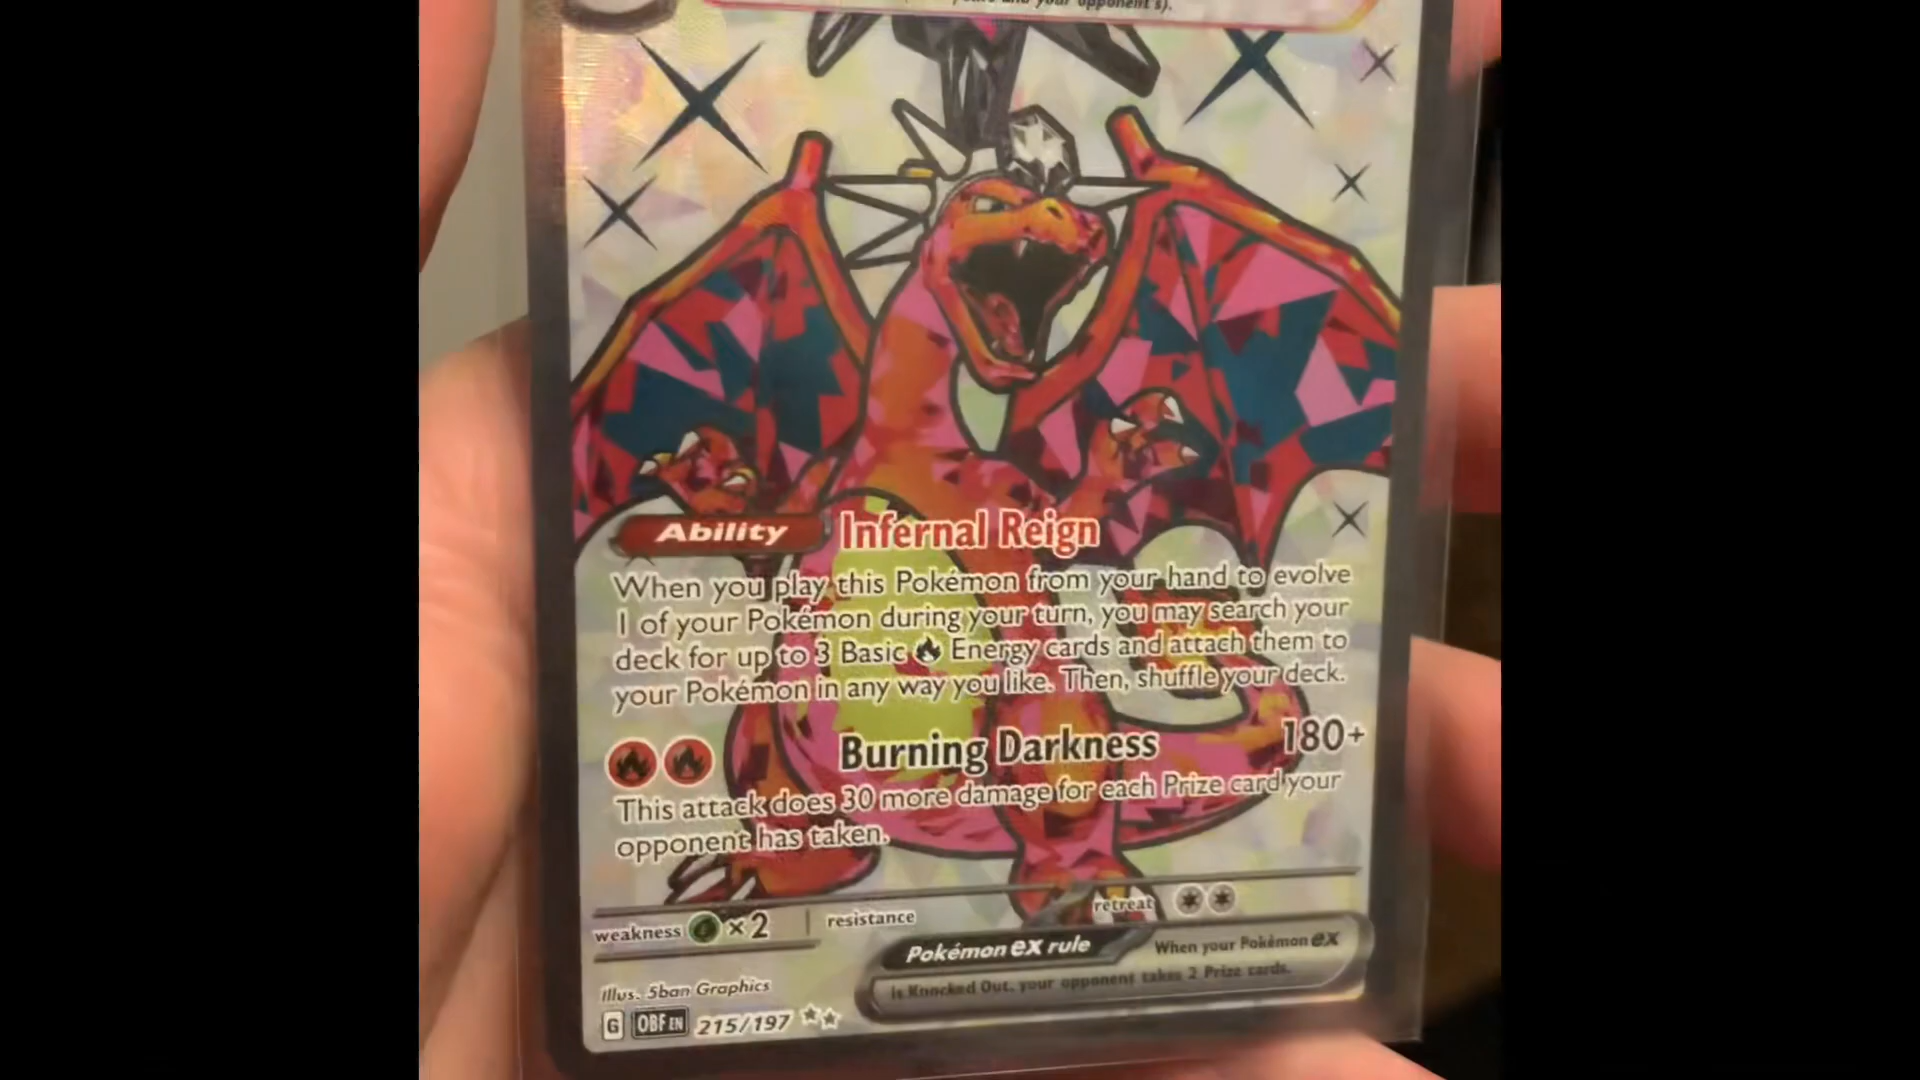 your opponent's).
Ability Infernal Reign
When you play this Pokémon from your hand to evolve
1 of your Pokémon during your turn, you may search your
deck for up to 3 Basic Energy cards and attach them to
your Pokémon in any way you like. Then, shuffle your deck.
Burning Darkness 180+
This attack does 30 more damage for each Prize card your
opponent has taken.
weakness ×2 resistance retreat
Pokémon ex rule When your Pokémon ex
is Knocked Out, your opponent takes 2 Prize cards.
Illus. 5ban Graphics
G OBF EN 215/197